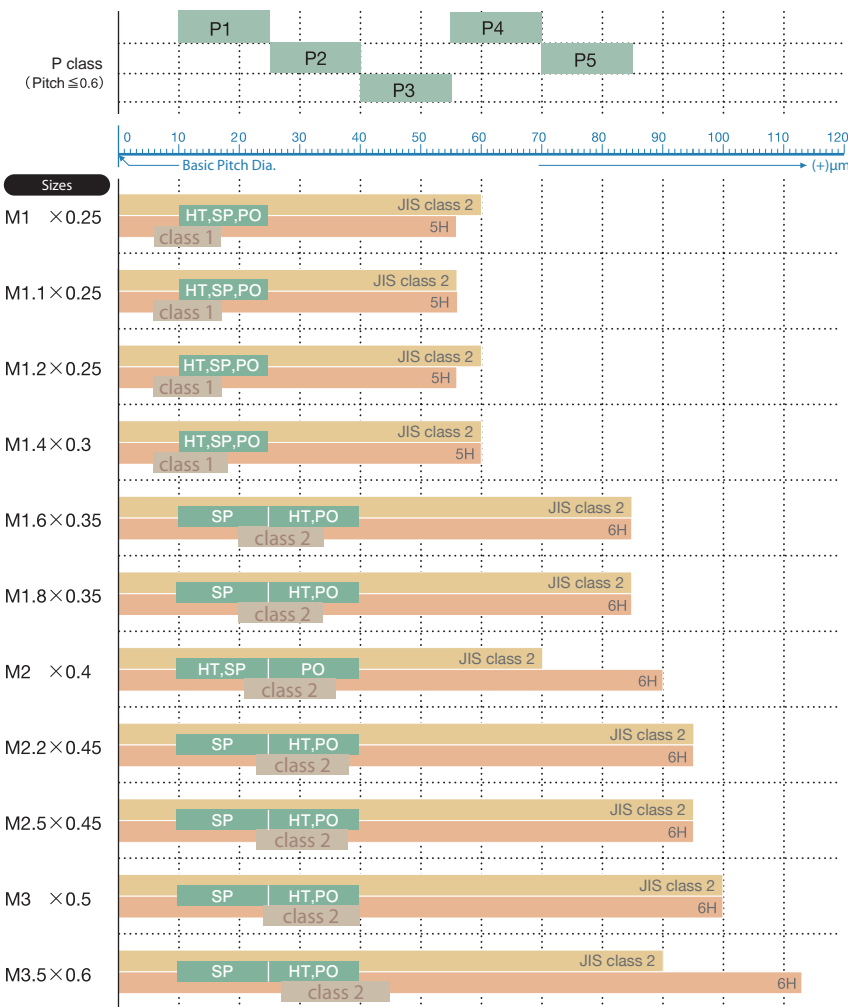 P1
P4
P2
P5
P3
P class
(Pitch≦0.6)
0 10 20 30 40 50 60 70 80 90 100 110 120
Basic Pitch Dia.
(+)μm
Sizes
M1 ×0.25
JIS class 2
HT,SP,PO
5H
class 1
M1.1×0.25
JIS class 2
HT,SP,PO
5H
class 1
M1.2×0.25
JIS class 2
HT,SP,PO
5H
class 1
M1.4×0.3
JIS class 2
HT,SP,PO
5H
class 1
M1.6×0.35
JIS class 2
SP HT,PO
6H
class 2
M1.8×0.35
JIS class 2
SP HT,PO
6H
class 2
M2 ×0.4
JIS class 2
HT,SP PO
6H
class 2
M2.2×0.45
JIS class 2
SP HT,PO
6H
class 2
M2.5×0.45
JIS class 2
SP HT,PO
6H
class 2
M3 ×0.5
JIS class 2
SP HT,PO
6H
class 2
M3.5×0.6
JIS class 2
SP HT,PO
6H
class 2